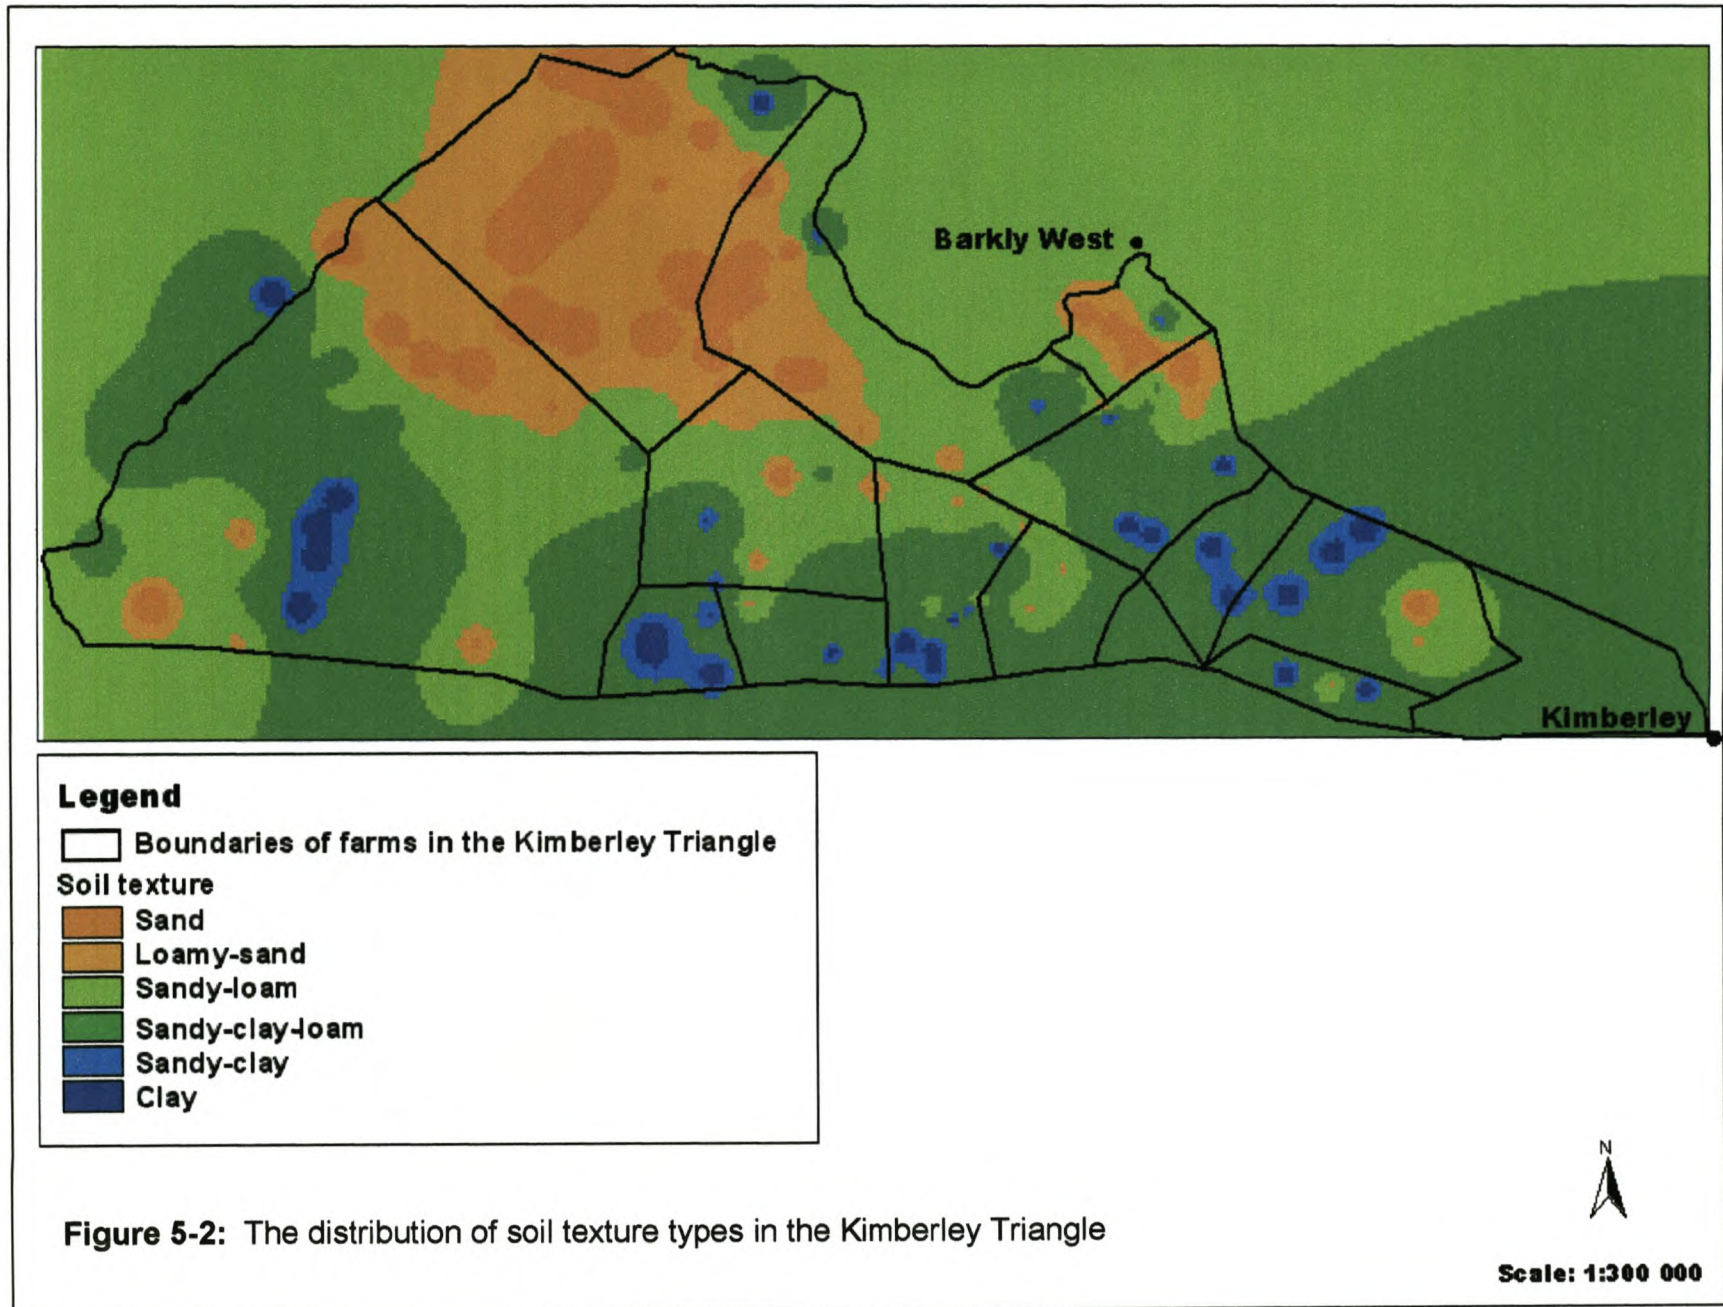 Barkly West
Kimberley
Legend
Boundaries of farms in the Kimberley Triangle
Soil texture
Sand
Loamy-sand
Sandy-loam
Sandy-clay-loam
Sandy-clay
Clay
N
Figure 5-2: The distribution of soil texture types in the Kimberley Triangle
Scale: 1:300 000